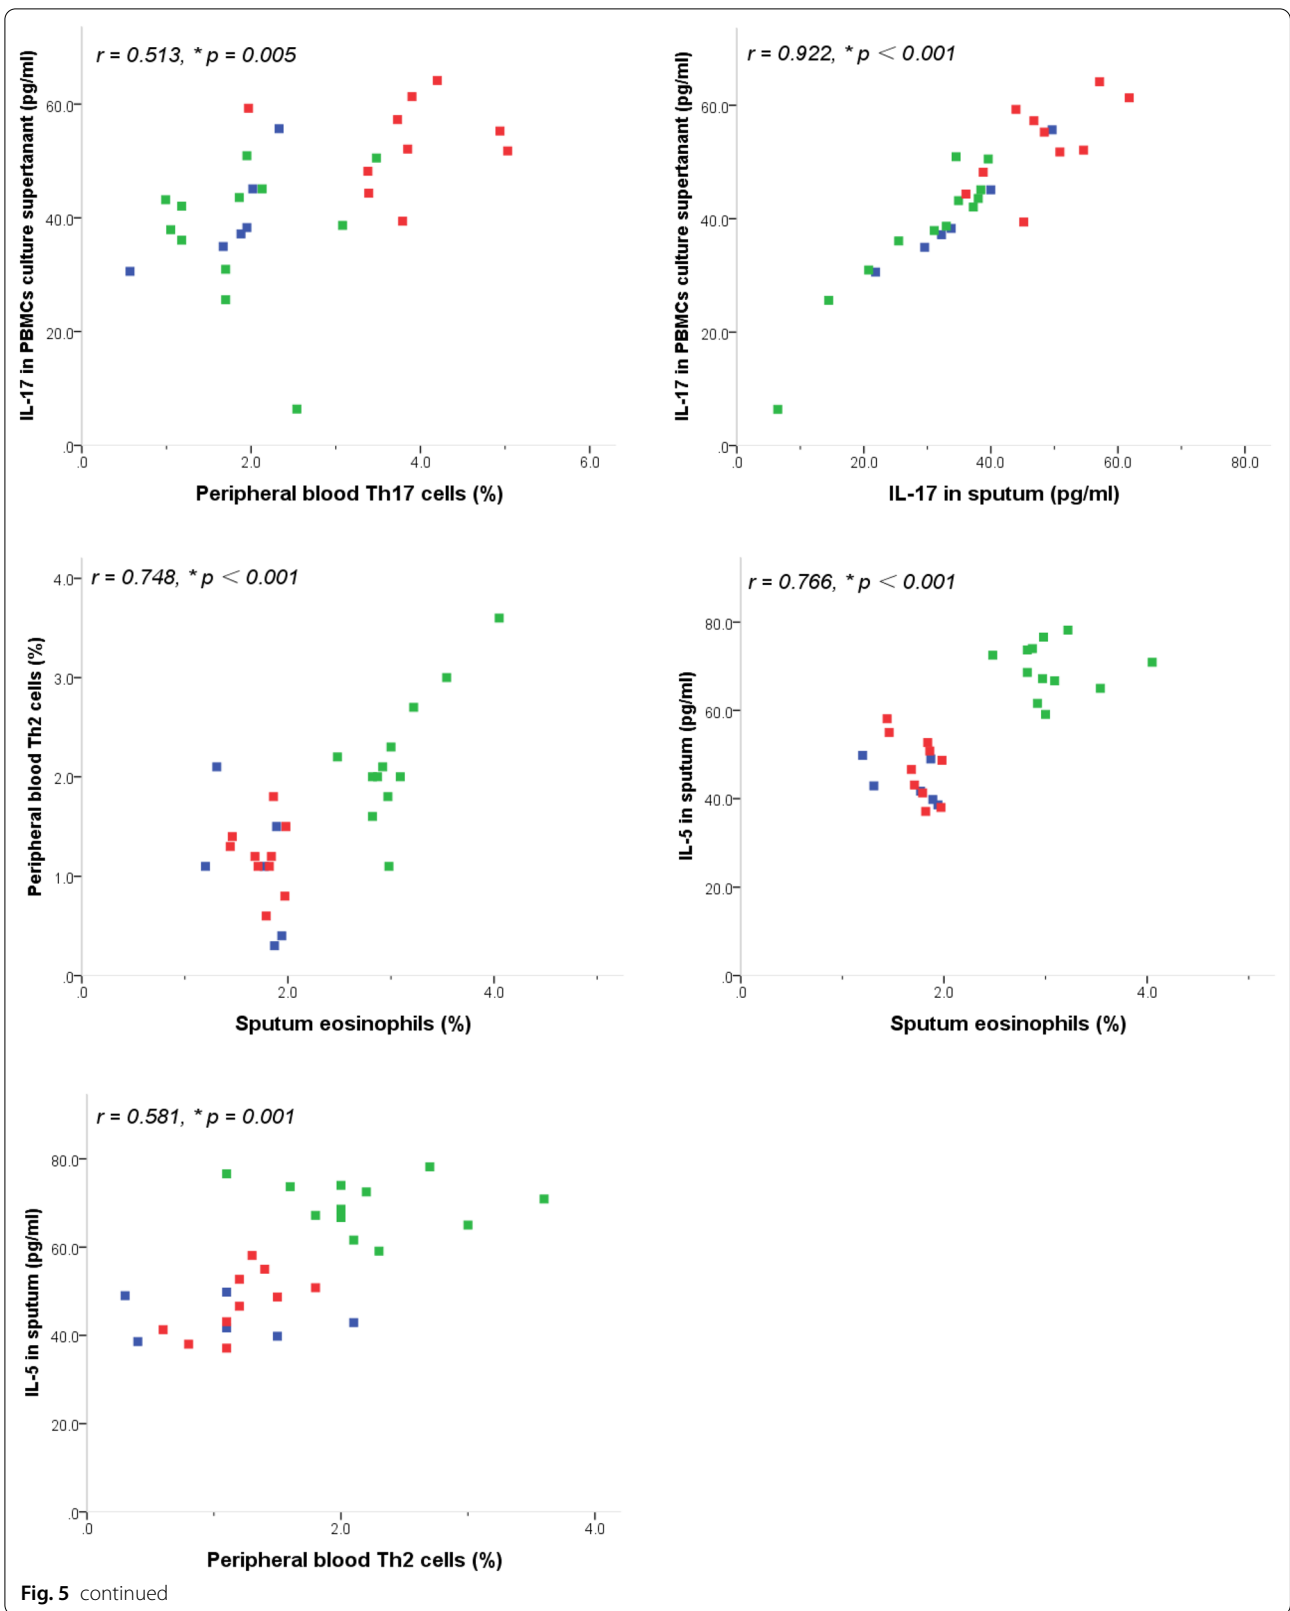 r = 0.513, * p = 0.005
IL-17 in PBMCs culture supertanant (pg/ml)
60.0
40.0
20.0
.0
.0 2.0 4.0 6.0
Peripheral blood Th17 cells (%)
r = 0.922, * p < 0.001
IL-17 in PBMCs culture supertanant (pg/ml)
60.0
40.0
20.0
.0
.0 20.0 40.0 60.0 80.0
IL-17 in sputum (pg/ml)
r = 0.748, * p < 0.001
Peripheral blood Th2 cells (%)
4.0
3.0
2.0
1.0
.0
.0 2.0 4.0
Sputum eosinophils (%)
r = 0.766, * p < 0.001
IL-5 in sputum (pg/ml)
80.0
60.0
40.0
20.0
.0
.0 2.0 4.0
Sputum eosinophils (%)
r = 0.581, * p = 0.001
IL-5 in sputum (pg/ml)
80.0
60.0
40.0
20.0
.0
.0 2.0 4.0
Peripheral blood Th2 cells (%)
Fig. 5 continued